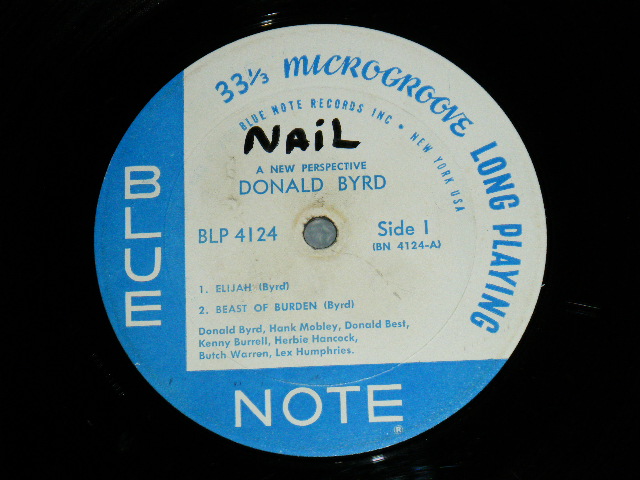 33⅓ MICROGROOVE LONG PLAYING
BLUE NOTE RECORDS INC • NEW YORK USA
NAiL
A NEW PERSPECTIVE
DONALD BYRD
BLP 4124
Side 1
(BN 4124-A)
1. ELIJAH (Byrd)
2. BEAST OF BURDEN (Byrd)
Donald Byrd, Hank Mobley, Donald Best,
Kenny Burrell, Herbie Hancock,
Butch Warren, Lex Humphries.
BLUE
NOTE®